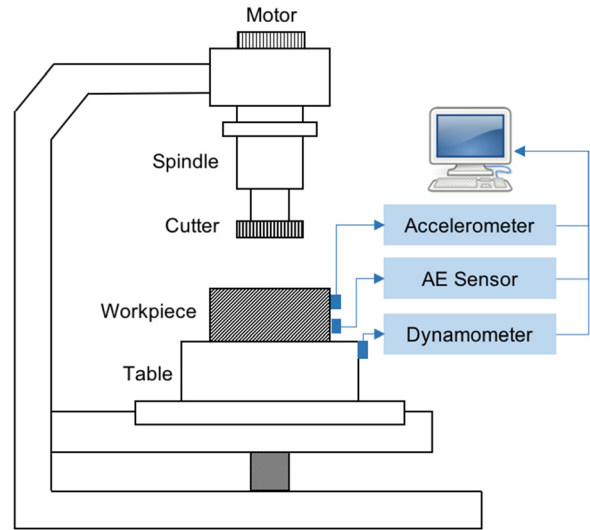 Motor
Spindle
Cutter
Accelerometer
AE Sensor
Workpiece
Dynamometer
Table